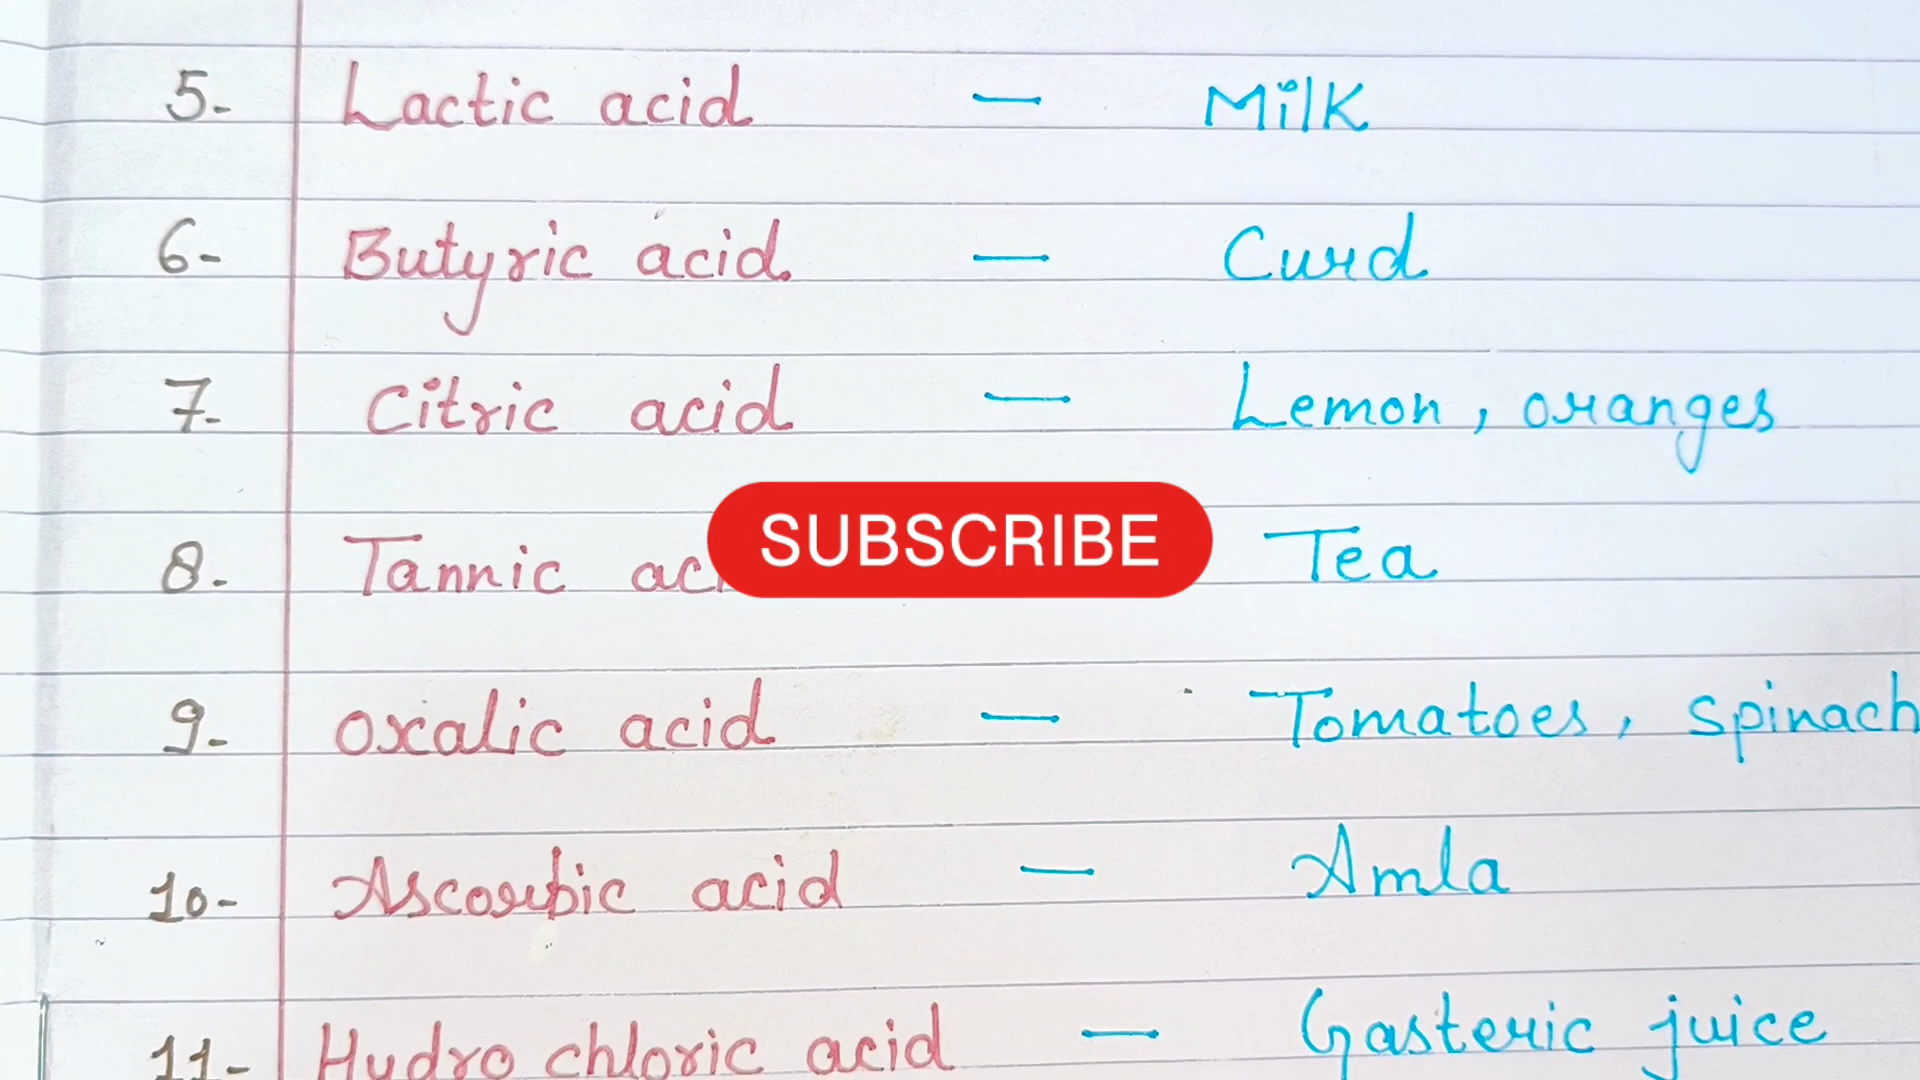 5- Lactic acid — Milk
6- Butyric acid. — Curd
7- Citric acid — Lemon, oranges
8- Tannic aci SUBSCRIBE Tea
9- Oxalic acid — Tomatoes, Spinach
10- Ascorbic acid — Amla
11- Hydro chloric acid — Gasteric juice